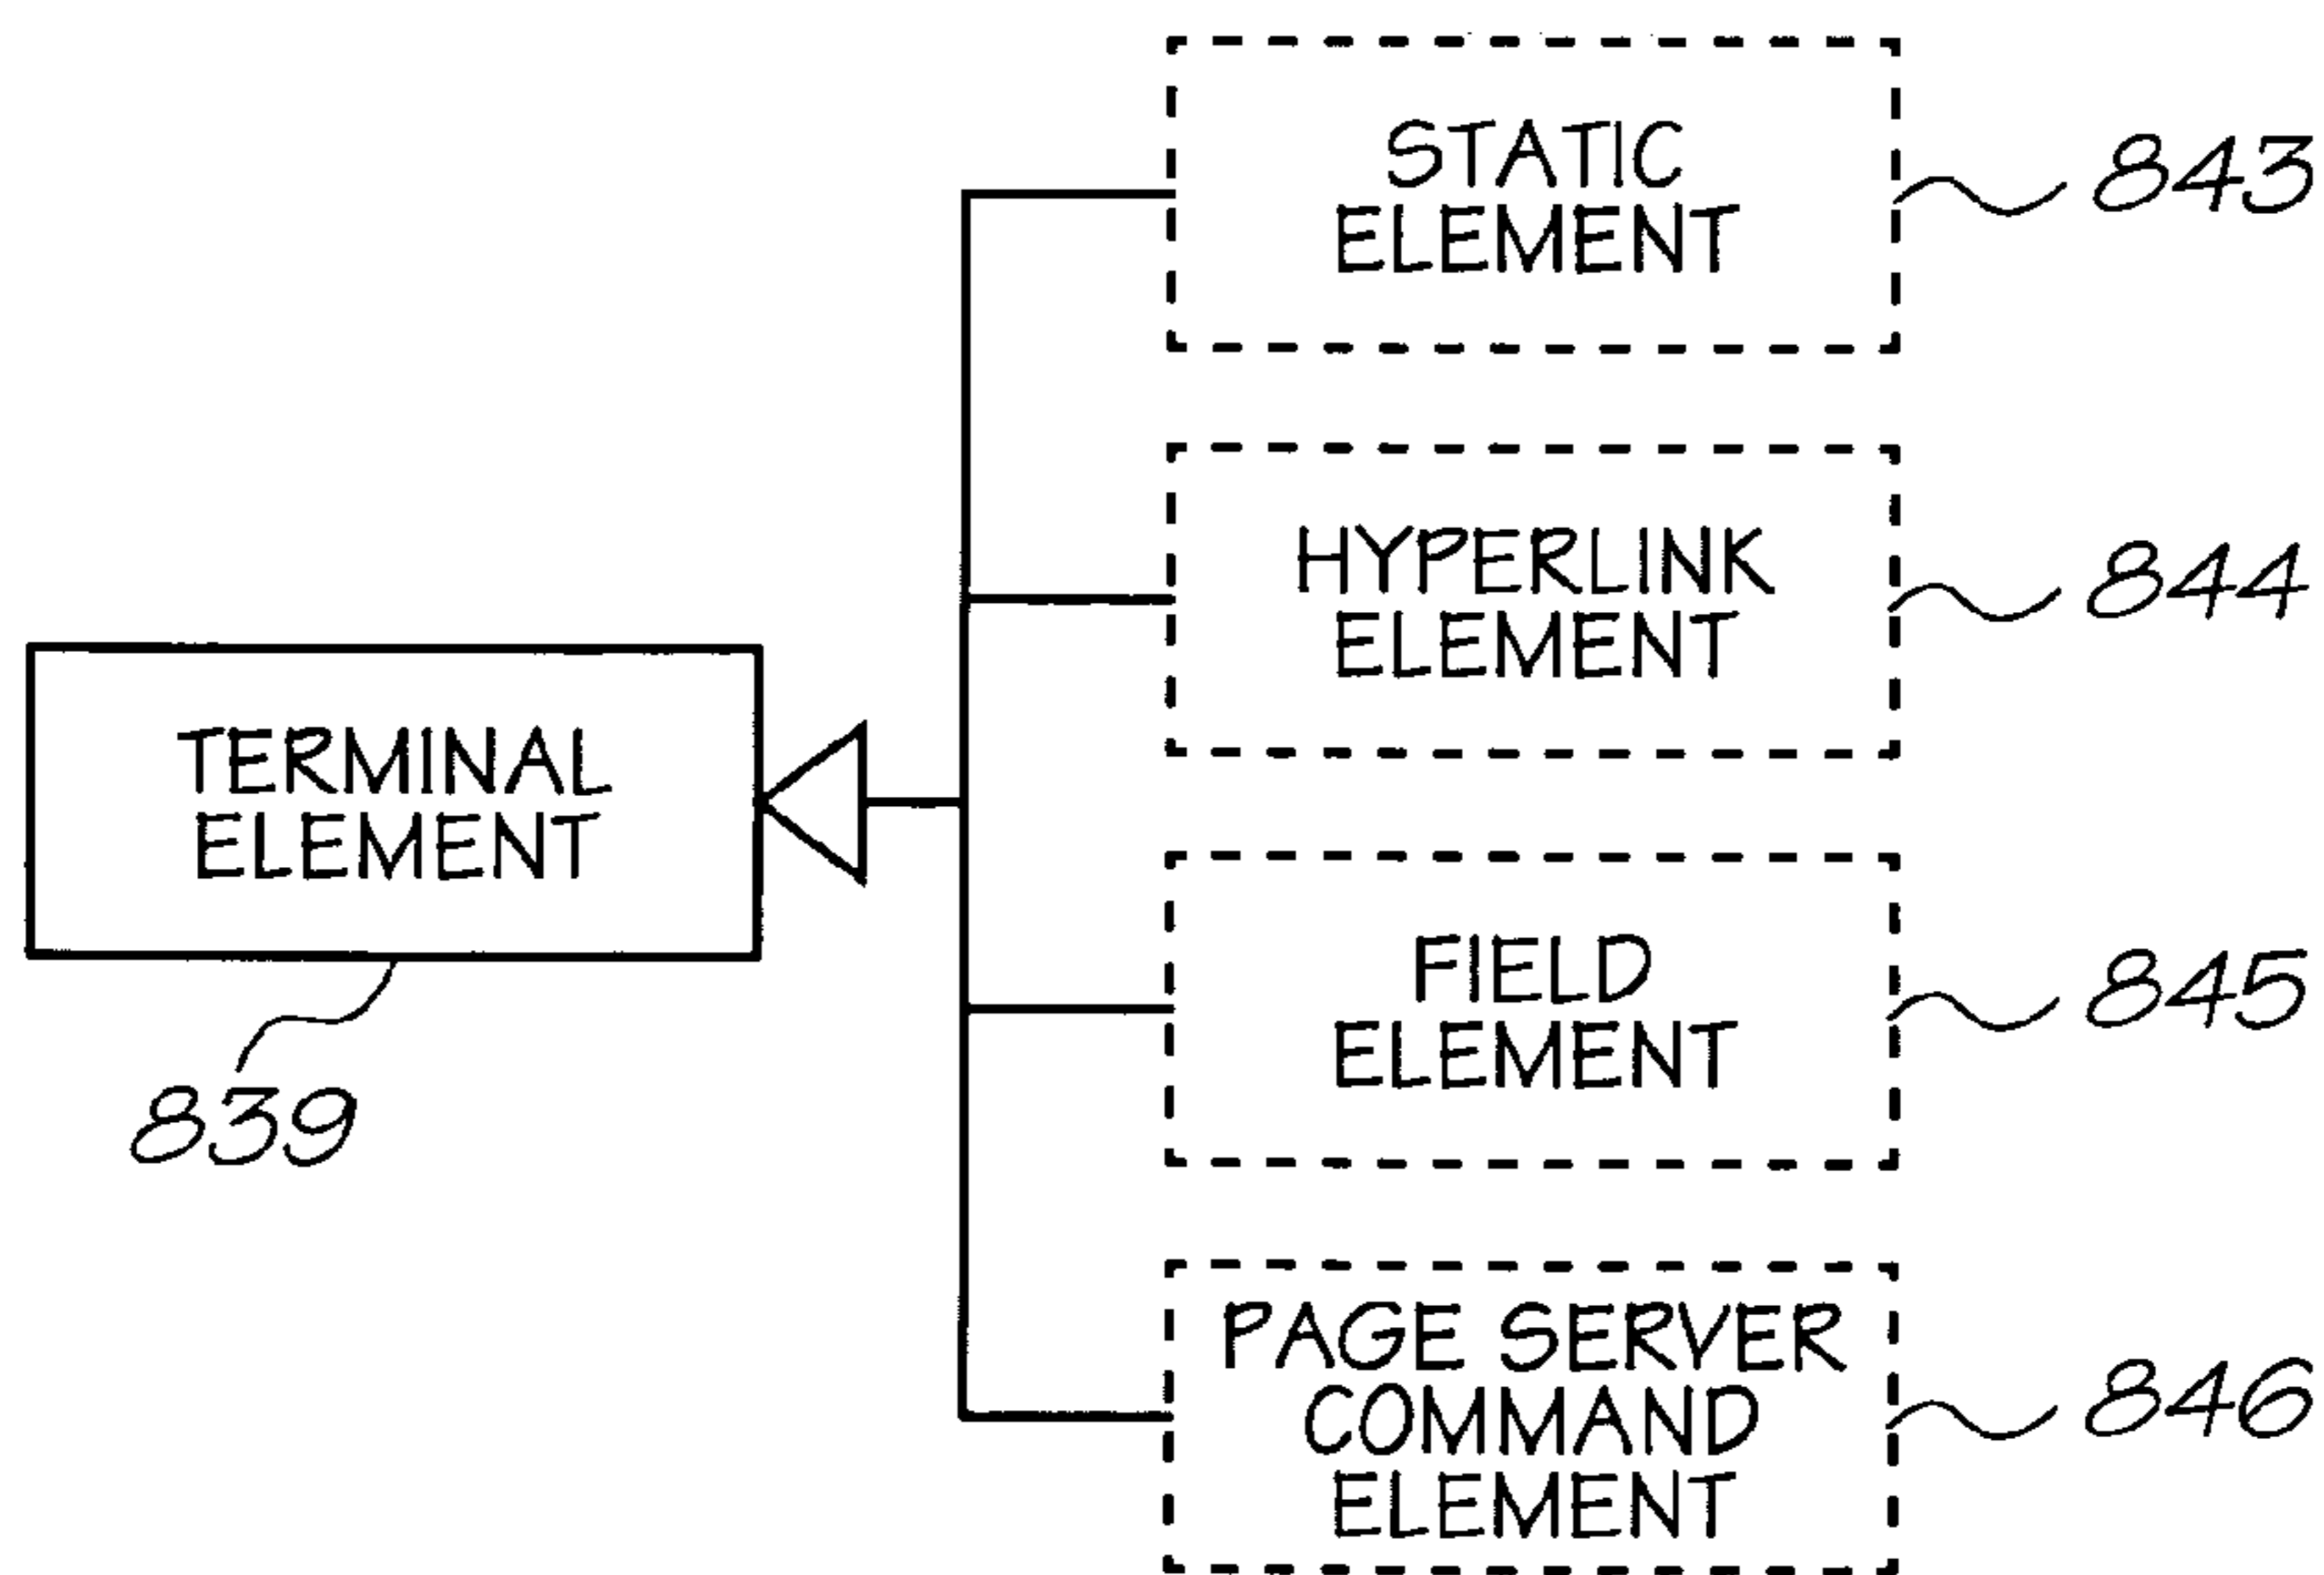 STATIC
ELEMENT
843
HYPERLINK
ELEMENT
844
TERMINAL
ELEMENT
839
FIELD
ELEMENT
845
PAGE SERVER
COMMAND
ELEMENT
846